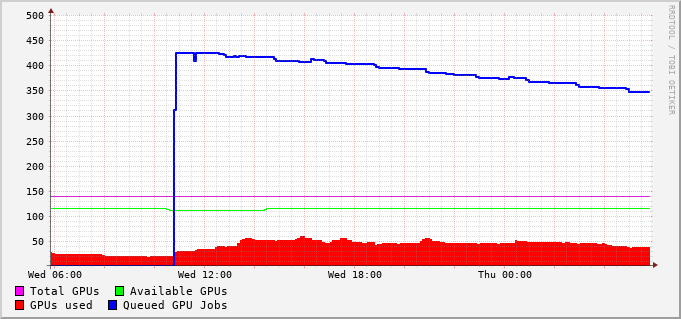 500
450
400
350
300
250
200
150
100
50
Wed 06:00 Wed 12:00 Wed 18:00 Thu 00:00
Total GPUs Available GPUs
GPUs used Queued GPU Jobs
RRDTOOL / TOBI OETIKER